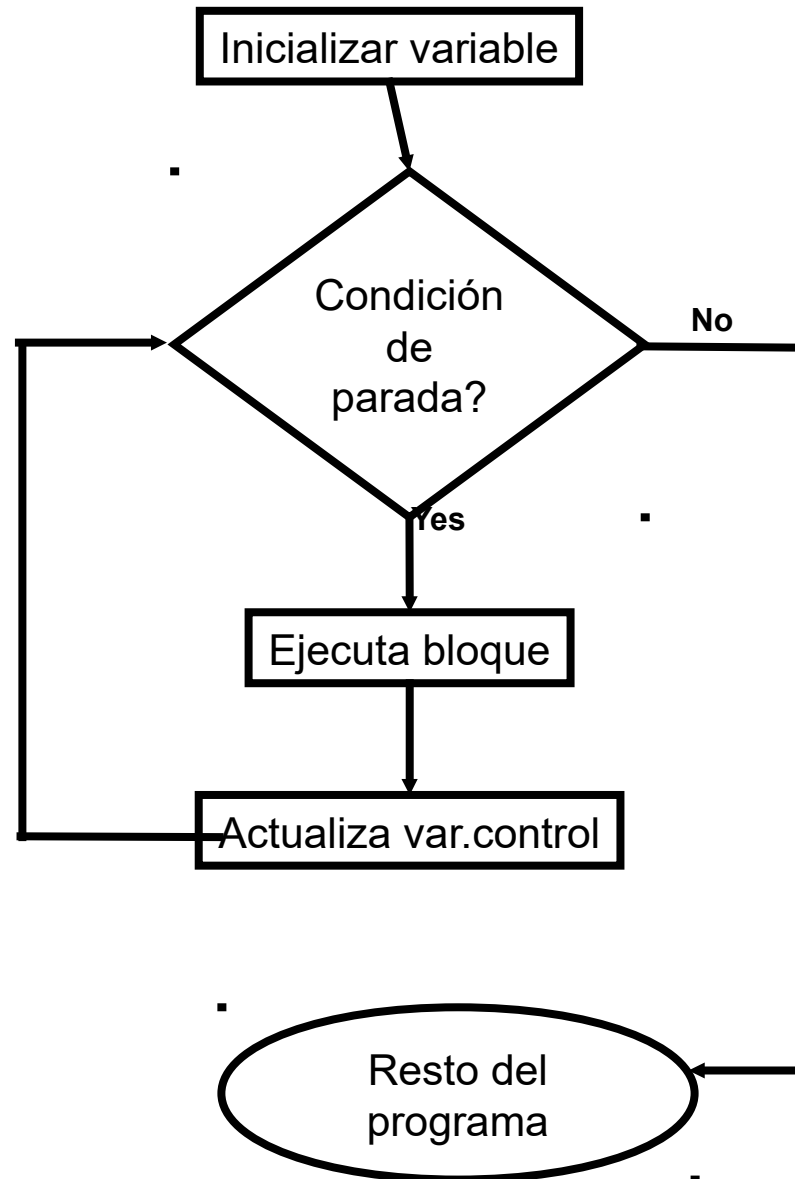 Inicializar variable
Condición
de
parada?
No
Yes
Ejecuta bloque
Actualiza var.control
Resto del
programa